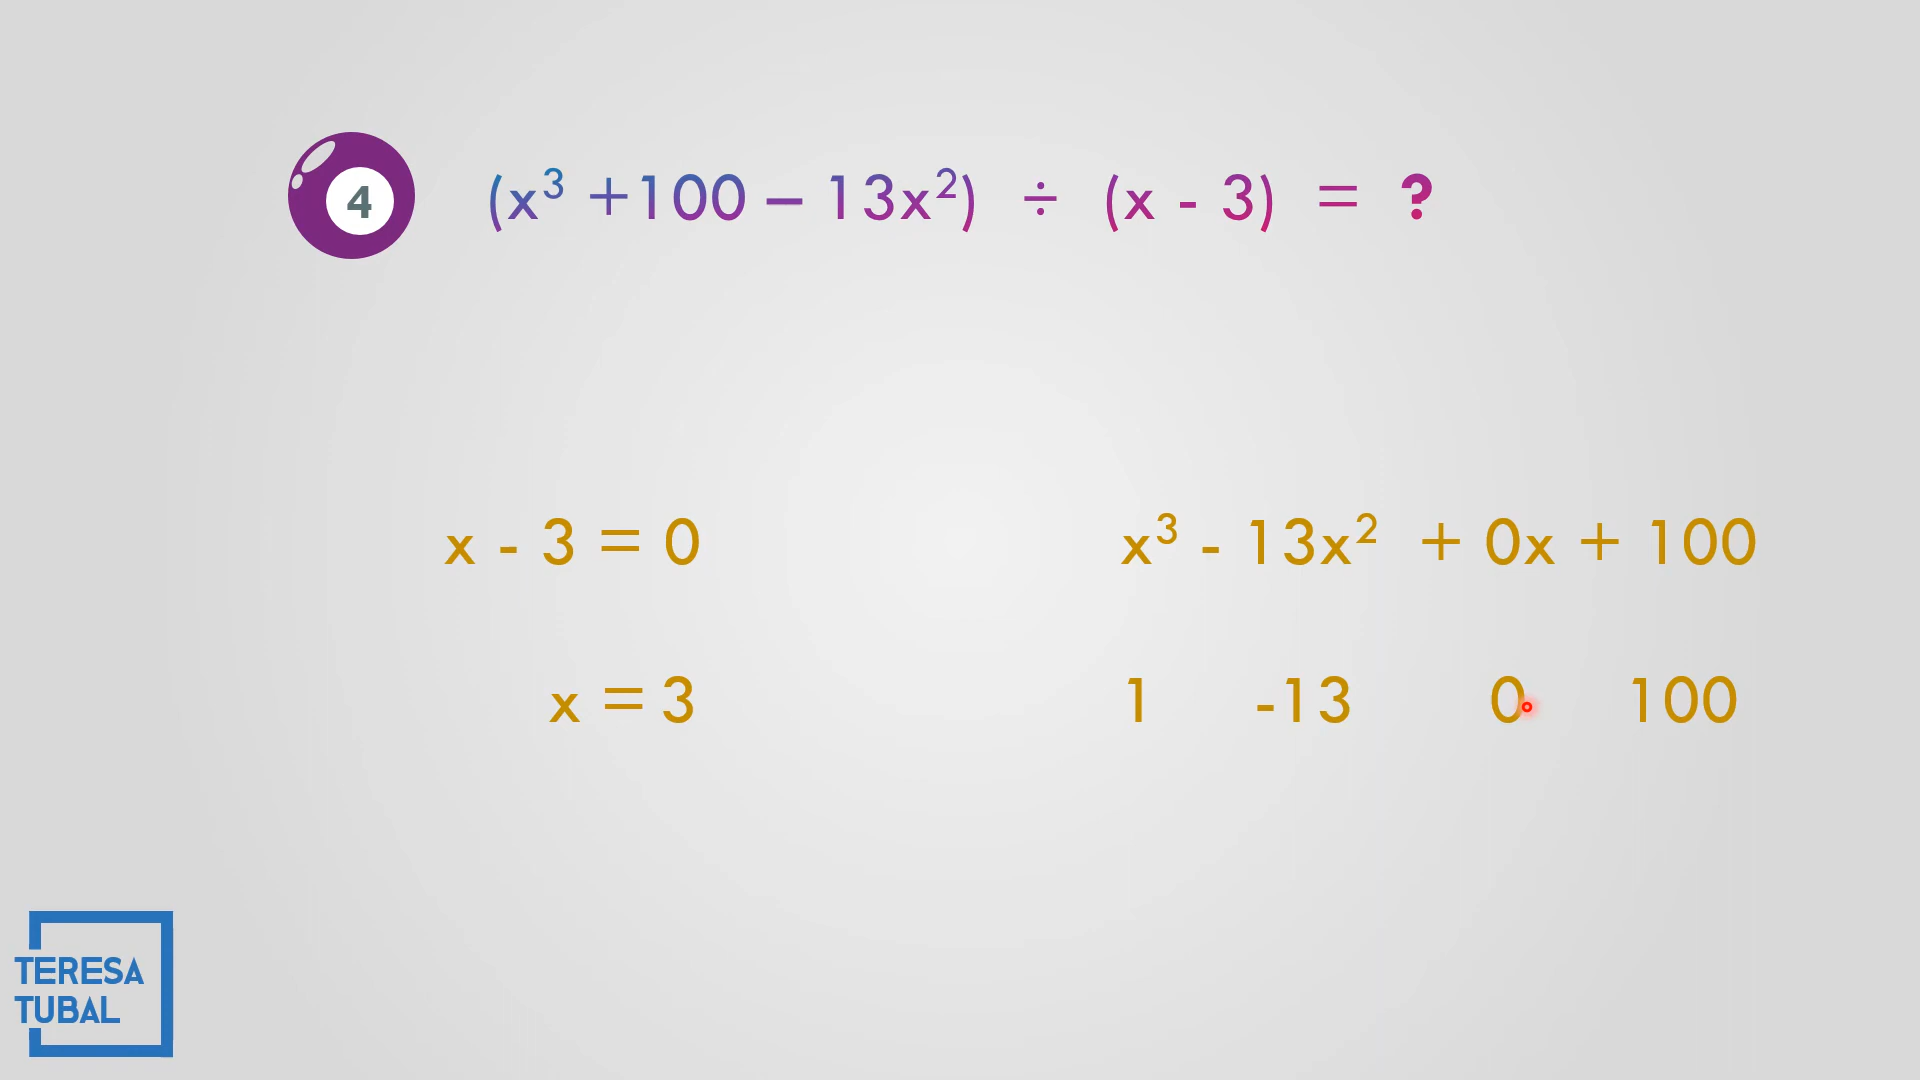 4 (x³ +100 – 13x²) ÷ (x - 3) = ?
x - 3 = 0
x³ - 13x² + 0x + 100
x = 3
1 -13 0 100
TERESA
TUBAL